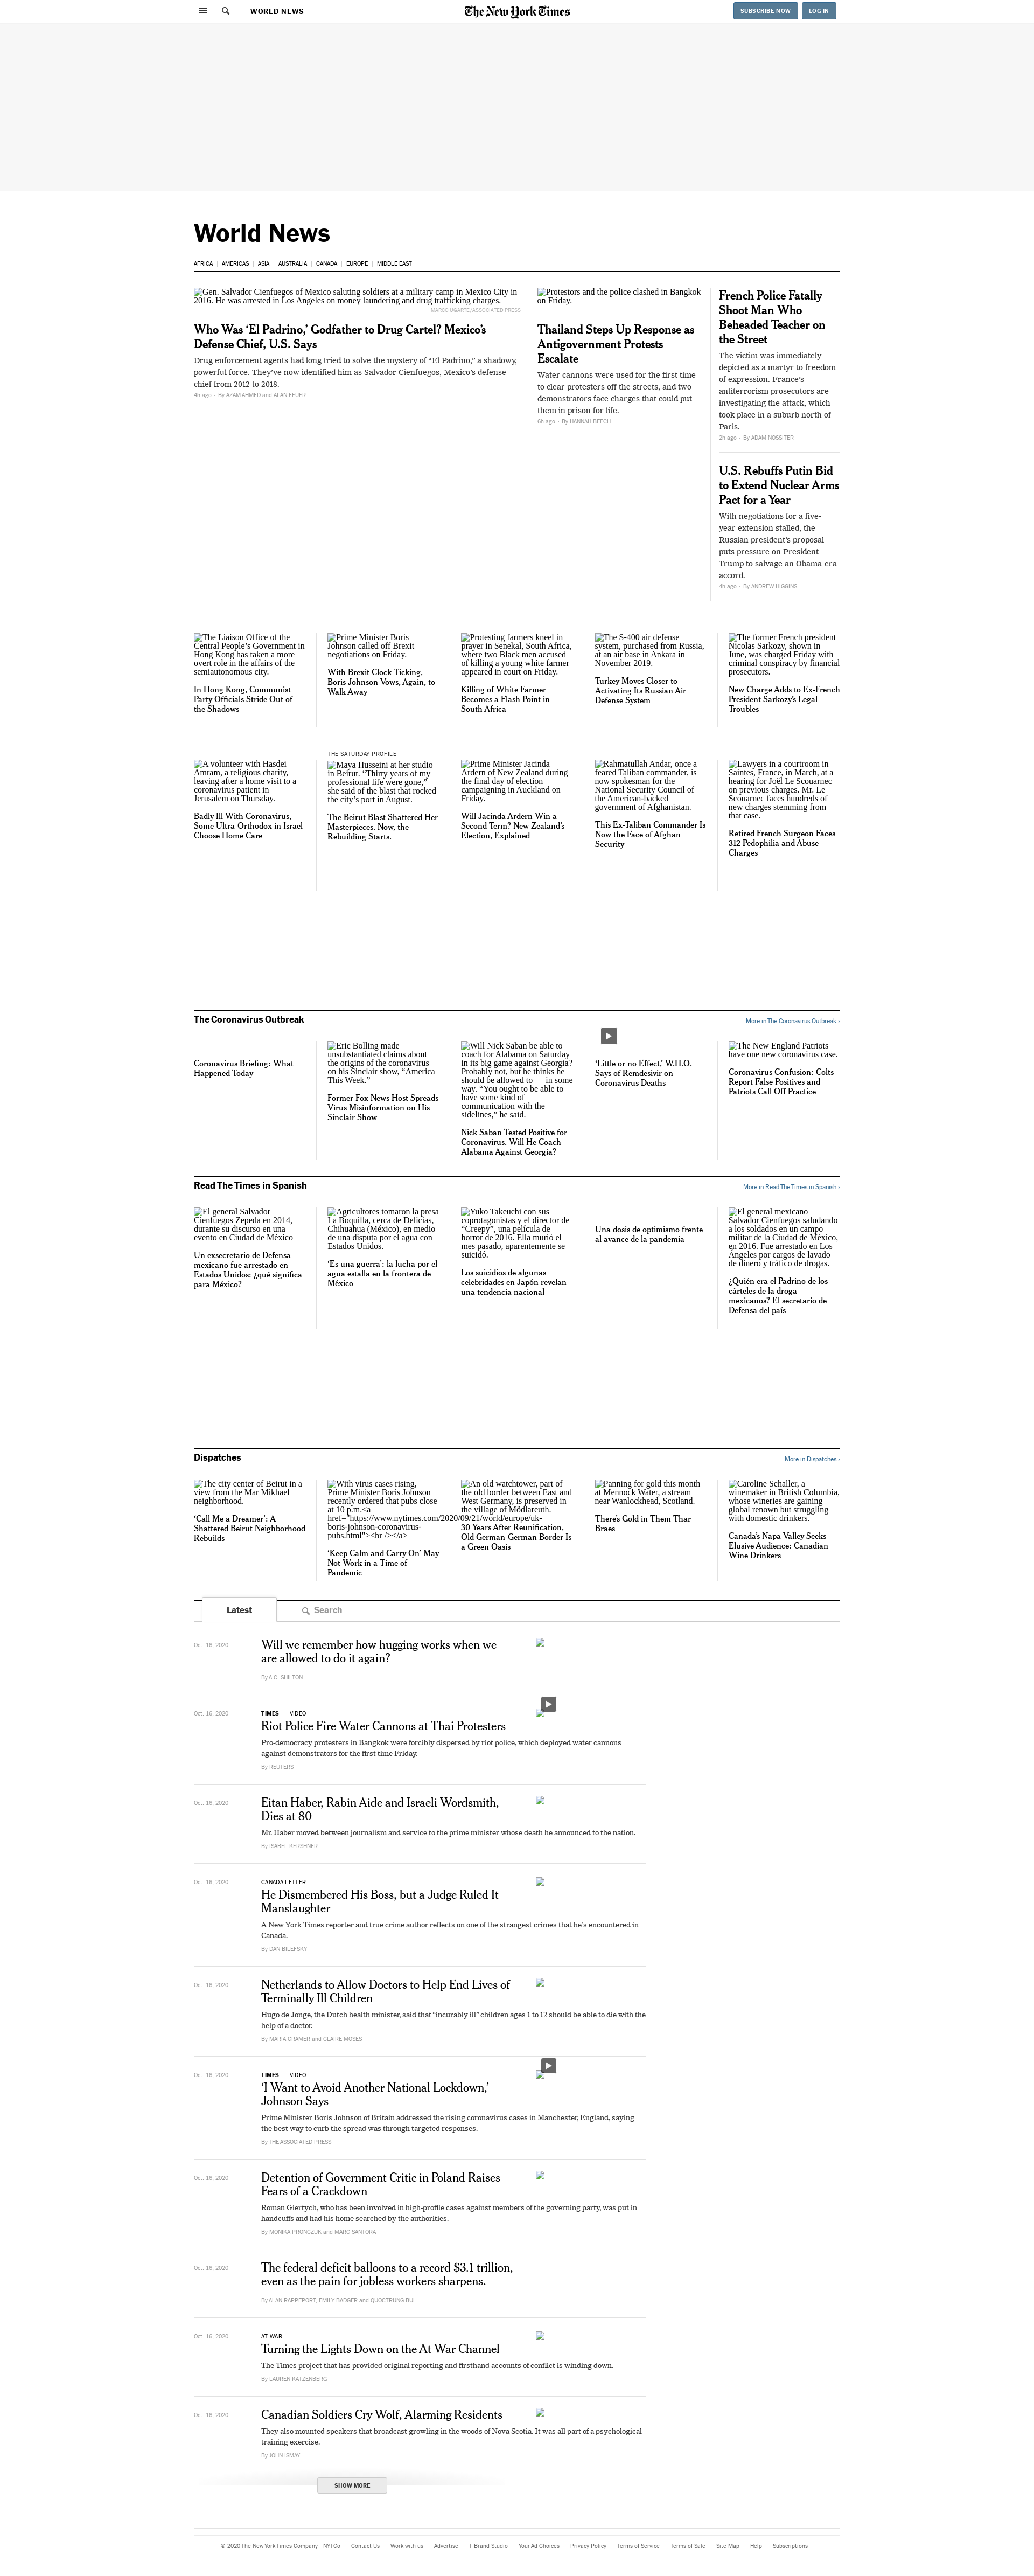 WORLD NEWS
The New York Times
SUBSCRIBE NOW
LOG IN
World News
AFRICA | AMERICAS | ASIA | AUSTRALIA | CANADA | EUROPE | MIDDLE EAST
Gen. Salvador Cienfuegos of Mexico saluting soldiers at a military camp in Mexico City in
2016. He was arrested in Los Angeles on money laundering and drug trafficking charges.
MARCO UGARTE/ASSOCIATED PRESS
Who Was ‘El Padrino,’ Godfather to Drug Cartel? Mexico’s
Defense Chief, U.S. Says
Drug enforcement agents had long tried to solve the mystery of “El Padrino,” a shadowy,
powerful force. They’ve now identified him as Salvador Cienfuegos, Mexico’s defense
chief from 2012 to 2018.
4h ago - By AZAM AHMED and ALAN FEUER
Protestors and the police clashed in Bangkok
on Friday.
Thailand Steps Up Response as
Antigovernment Protests
Escalate
Water cannons were used for the first time
to clear protesters off the streets, and two
demonstrators face charges that could put
them in prison for life.
6h ago - By HANNAH BEECH
French Police Fatally
Shoot Man Who
Beheaded Teacher on
the Street
The victim was immediately
depicted as a martyr to freedom
of expression. France’s
antiterrorism prosecutors are
investigating the attack, which
took place in a suburb north of
Paris.
2h ago - By ADAM NOSSITER
U.S. Rebuffs Putin Bid
to Extend Nuclear Arms
Pact for a Year
With negotiations for a five-
year extension stalled, the
Russian president’s proposal
puts pressure on President
Trump to salvage an Obama-era
accord.
4h ago - By ANDREW HIGGINS
The Liaison Office of the
Central People’s Government in
Hong Kong has taken a more
overt role in the affairs of the
semiautonomous city.
In Hong Kong, Communist
Party Officials Stride Out of
the Shadows
Prime Minister Boris
Johnson called off Brexit
negotiations on Friday.
With Brexit Clock Ticking,
Boris Johnson Vows, Again, to
Walk Away
Protesting farmers kneel in
prayer in Senekal, South Africa,
where two Black men accused
of killing a young white farmer
appeared in court on Friday.
Killing of White Farmer
Becomes a Flash Point in
South Africa
The S-400 air defense
system, purchased from Russia,
at an air base in Ankara in
November 2019.
Turkey Moves Closer to
Activating Its Russian Air
Defense System
The former French president
Nicolas Sarkozy, shown in
June, was charged Friday with
criminal conspiracy by financial
prosecutors.
New Charge Adds to Ex-French
President Sarkozy’s Legal
Troubles
A volunteer with Hasdei
Amram, a religious charity,
leaving after a home visit to a
coronavirus patient in
Jerusalem on Thursday.
Badly Ill With Coronavirus,
Some Ultra-Orthodox in Israel
Choose Home Care
THE SATURDAY PROFILE
Maya Husseini at her studio
in Beirut. “Thirty years of my
professional life were gone,”
she said of the blast that rocked
the city’s port in August.
The Beirut Blast Shattered Her
Masterpieces. Now, the
Rebuilding Starts.
Prime Minister Jacinda
Ardern of New Zealand during
the final day of election
campaigning in Auckland on
Friday.
Will Jacinda Ardern Win a
Second Term? New Zealand’s
Election, Explained
Rahmatullah Andar, once a
feared Taliban commander, is
now spokesman for the
National Security Council of
the American-backed
government of Afghanistan.
This Ex-Taliban Commander Is
Now the Face of Afghan
Security
Lawyers in a courtroom in
Saintes, France, in March, at a
hearing for Joël Le Scouarnec
on previous charges. Mr. Le
Scouarnec faces hundreds of
new charges stemming from
that case.
Retired French Surgeon Faces
312 Pedophilia and Abuse
Charges
The Coronavirus Outbreak
More in The Coronavirus Outbreak ›
Coronavirus Briefing: What
Happened Today
Eric Bolling made
unsubstantiated claims about
the origins of the coronavirus
on his Sinclair show, “America
This Week.”
Former Fox News Host Spreads
Virus Misinformation on His
Sinclair Show
Will Nick Saban be able to
coach for Alabama on Saturday
in its big game against Georgia?
Probably not, but he thinks he
should be allowed to — in some
way. “You ought to be able to
have some kind of
communication with the
sidelines,” he said.
Nick Saban Tested Positive for
Coronavirus. Will He Coach
Alabama Against Georgia?
‘Little or no Effect,’ W.H.O.
Says of Remdesivir on
Coronavirus Deaths
The New England Patriots
have one new coronavirus case.
Coronavirus Confusion: Colts
Report False Positives and
Patriots Call Off Practice
Read The Times in Spanish
More in Read The Times in Spanish ›
El general Salvador
Cienfuegos Zepeda en 2014,
durante su discurso en una
evento en Ciudad de México
Un exsecretario de Defensa
mexicano fue arrestado en
Estados Unidos: ¿qué significa
para México?
Agricultores tomaron la presa
La Boquilla, cerca de Delicias,
Chihuahua (México), en medio
de una disputa por el agua con
Estados Unidos.
‘Es una guerra’: la lucha por el
agua estalla en la frontera de
México
Yuko Takeuchi con sus
coprotagonistas y el director de
“Creepy”, una película de
horror de 2016. Ella murió el
mes pasado, aparentemente se
suicidó.
Los suicidios de algunas
celebridades en Japón revelan
una tendencia nacional
Una dosis de optimismo frente
al avance de la pandemia
El general mexicano
Salvador Cienfuegos saludando
a los soldados en un campo
militar de la Ciudad de México,
en 2016. Fue arrestado en Los
Ángeles por cargos de lavado
de dinero y tráfico de drogas.
¿Quién era el Padrino de los
cárteles de la droga
mexicanos? El secretario de
Defensa del país
Dispatches
More in Dispatches ›
The city center of Beirut in a
view from the Mar Mikhael
neighborhood.
‘Call Me a Dreamer’: A
Shattered Beirut Neighborhood
Rebuilds
With virus cases rising,
Prime Minister Boris Johnson
recently ordered that pubs close
at 10 p.m.<a
href="https://www.nytimes.com/2020/09/21/world/europe/uk-
boris-johnson-coronavirus-
pubs.html"><br /></a>
‘Keep Calm and Carry On’ May
Not Work in a Time of
Pandemic
An old watchtower, part of
the old border between East and
West Germany, is preserved in
the village of Mödlareuth.
30 Years After Reunification,
Old German-German Border Is
a Green Oasis
Panning for gold this month
at Mennock Water, a stream
near Wanlockhead, Scotland.
There’s Gold in Them Thar
Braes
Caroline Schaller, a
winemaker in British Columbia,
whose wineries are gaining
global renown but struggling
with domestic drinkers.
Canada’s Napa Valley Seeks
Elusive Audience: Canadian
Wine Drinkers
Latest
Search
Oct. 16, 2020
Will we remember how hugging works when we
are allowed to do it again?
By A.C. SHILTON
Oct. 16, 2020
TIMES | VIDEO
Riot Police Fire Water Cannons at Thai Protesters
Pro-democracy protesters in Bangkok were forcibly dispersed by riot police, which deployed water cannons
against demonstrators for the first time Friday.
By REUTERS
Oct. 16, 2020
Eitan Haber, Rabin Aide and Israeli Wordsmith,
Dies at 80
Mr. Haber moved between journalism and service to the prime minister whose death he announced to the nation.
By ISABEL KERSHNER
Oct. 16, 2020
CANADA LETTER
He Dismembered His Boss, but a Judge Ruled It
Manslaughter
A New York Times reporter and true crime author reflects on one of the strangest crimes that he’s encountered in
Canada.
By DAN BILEFSKY
Oct. 16, 2020
Netherlands to Allow Doctors to Help End Lives of
Terminally Ill Children
Hugo de Jonge, the Dutch health minister, said that “incurably ill” children ages 1 to 12 should be able to die with the
help of a doctor.
By MARIA CRAMER and CLAIRE MOSES
Oct. 16, 2020
TIMES | VIDEO
‘I Want to Avoid Another National Lockdown,’
Johnson Says
Prime Minister Boris Johnson of Britain addressed the rising coronavirus cases in Manchester, England, saying
the best way to curb the spread was through targeted responses.
By THE ASSOCIATED PRESS
Oct. 16, 2020
Detention of Government Critic in Poland Raises
Fears of a Crackdown
Roman Giertych, who has been involved in high-profile cases against members of the governing party, was put in
handcuffs and had his home searched by the authorities.
By MONIKA PRONCZUK and MARC SANTORA
Oct. 16, 2020
The federal deficit balloons to a record $3.1 trillion,
even as the pain for jobless workers sharpens.
By ALAN RAPPEPORT, EMILY BADGER and QUOCTRUNG BUI
Oct. 16, 2020
AT WAR
Turning the Lights Down on the At War Channel
The Times project that has provided original reporting and firsthand accounts of conflict is winding down.
By LAUREN KATZENBERG
Oct. 16, 2020
Canadian Soldiers Cry Wolf, Alarming Residents
They also mounted speakers that broadcast growling in the woods of Nova Scotia. It was all part of a psychological
training exercise.
By JOHN ISMAY
SHOW MORE
© 2020 The New York Times Company NYTCo Contact Us Work with us Advertise T Brand Studio Your Ad Choices Privacy Policy Terms of Service Terms of Sale Site Map Help Subscriptions